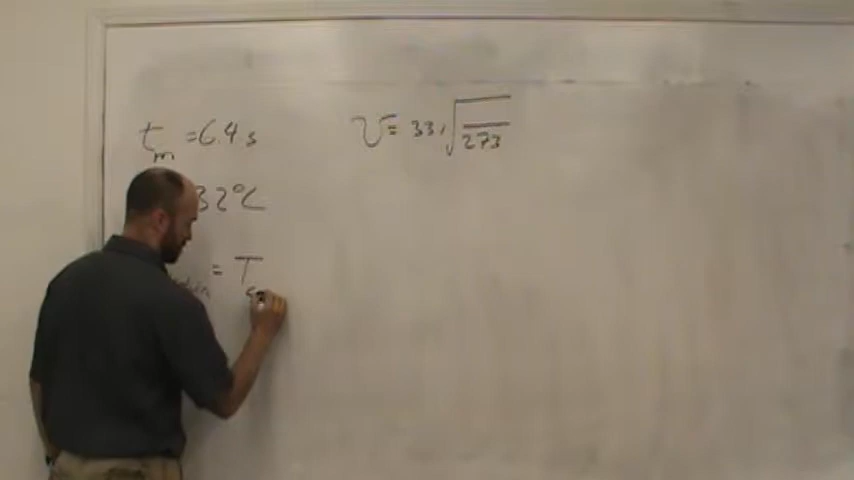 t_m = 6.4 s
V = 331 √(‾/273)
32°C
= T